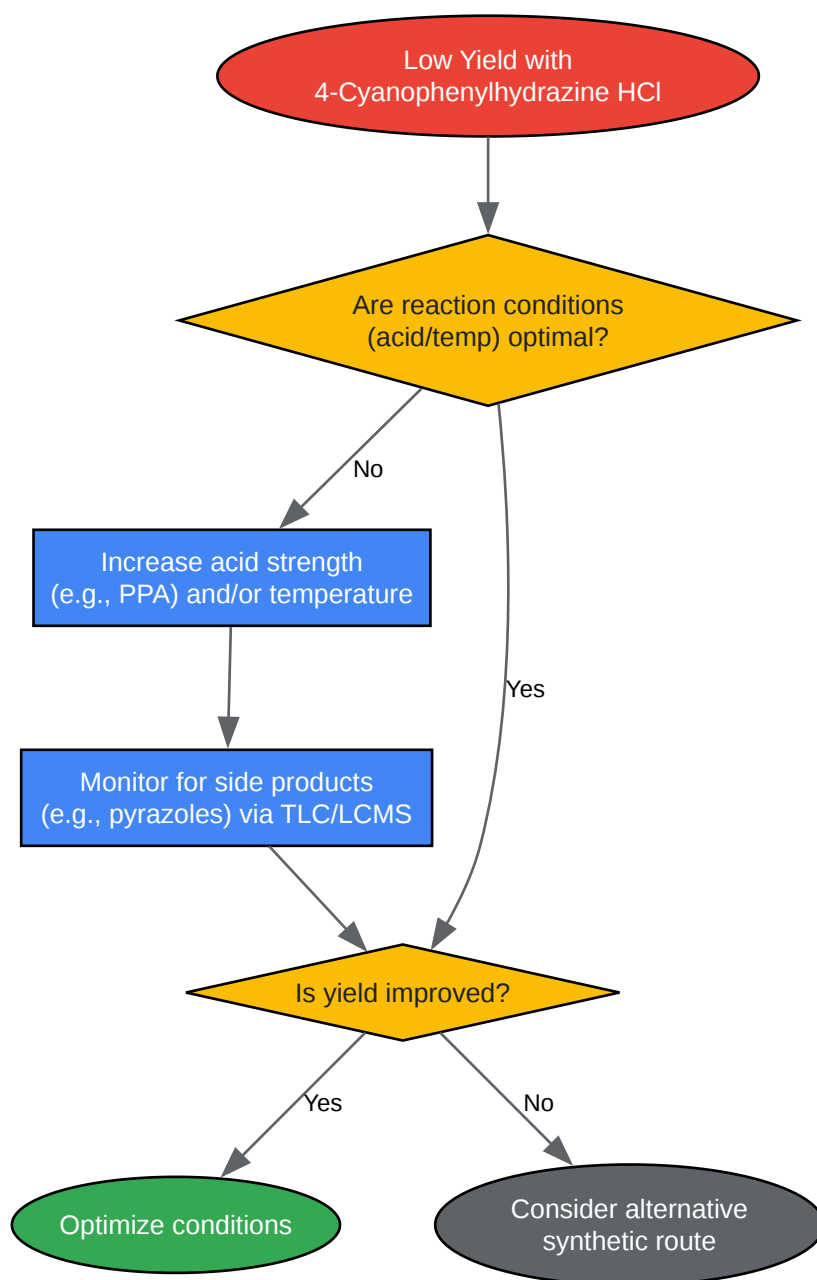 Low Yield with
4-Cyanophenylhydrazine HCl
Are reaction conditions
(acid/temp) optimal?
No
Increase acid strength
(e.g., PPA) and/or temperature
Yes
Monitor for side products
(e.g., pyrazoles) via TLC/LCMS
Is yield improved?
Yes
No
Optimize conditions
Consider alternative
synthetic route